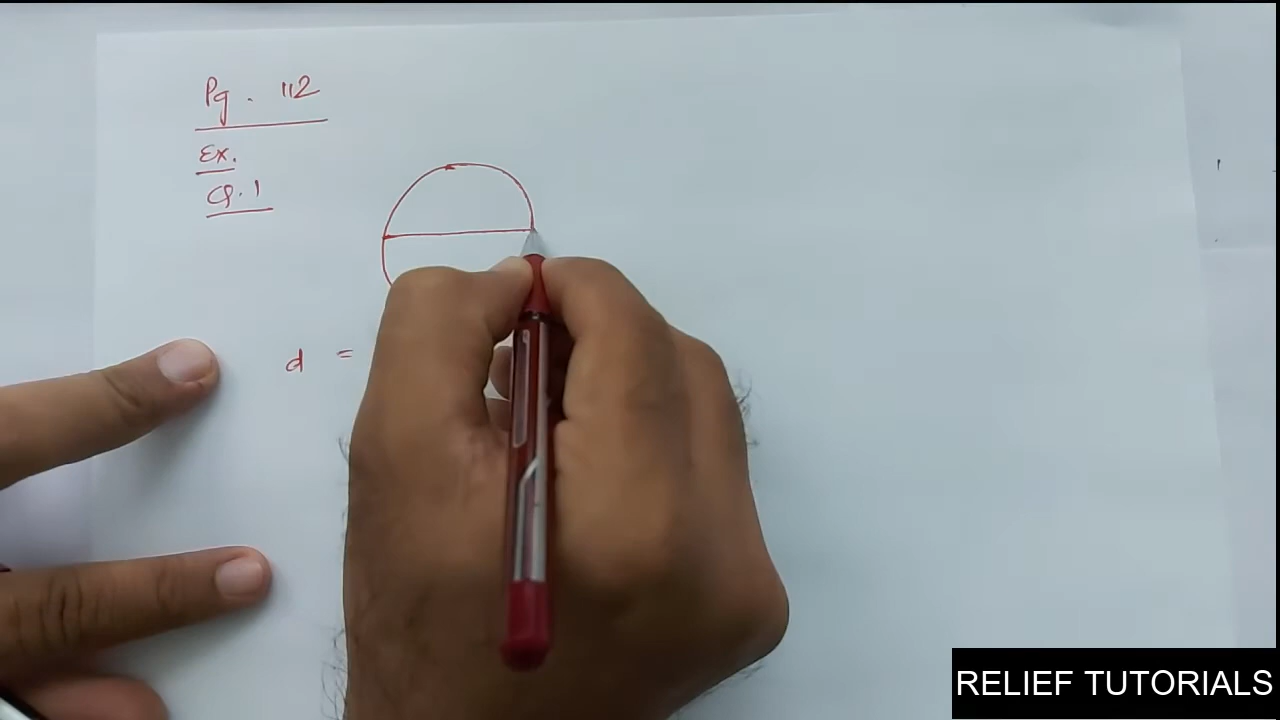 Pg. 112
Ex.
Q.1
d =
RELIEF TUTORIALS